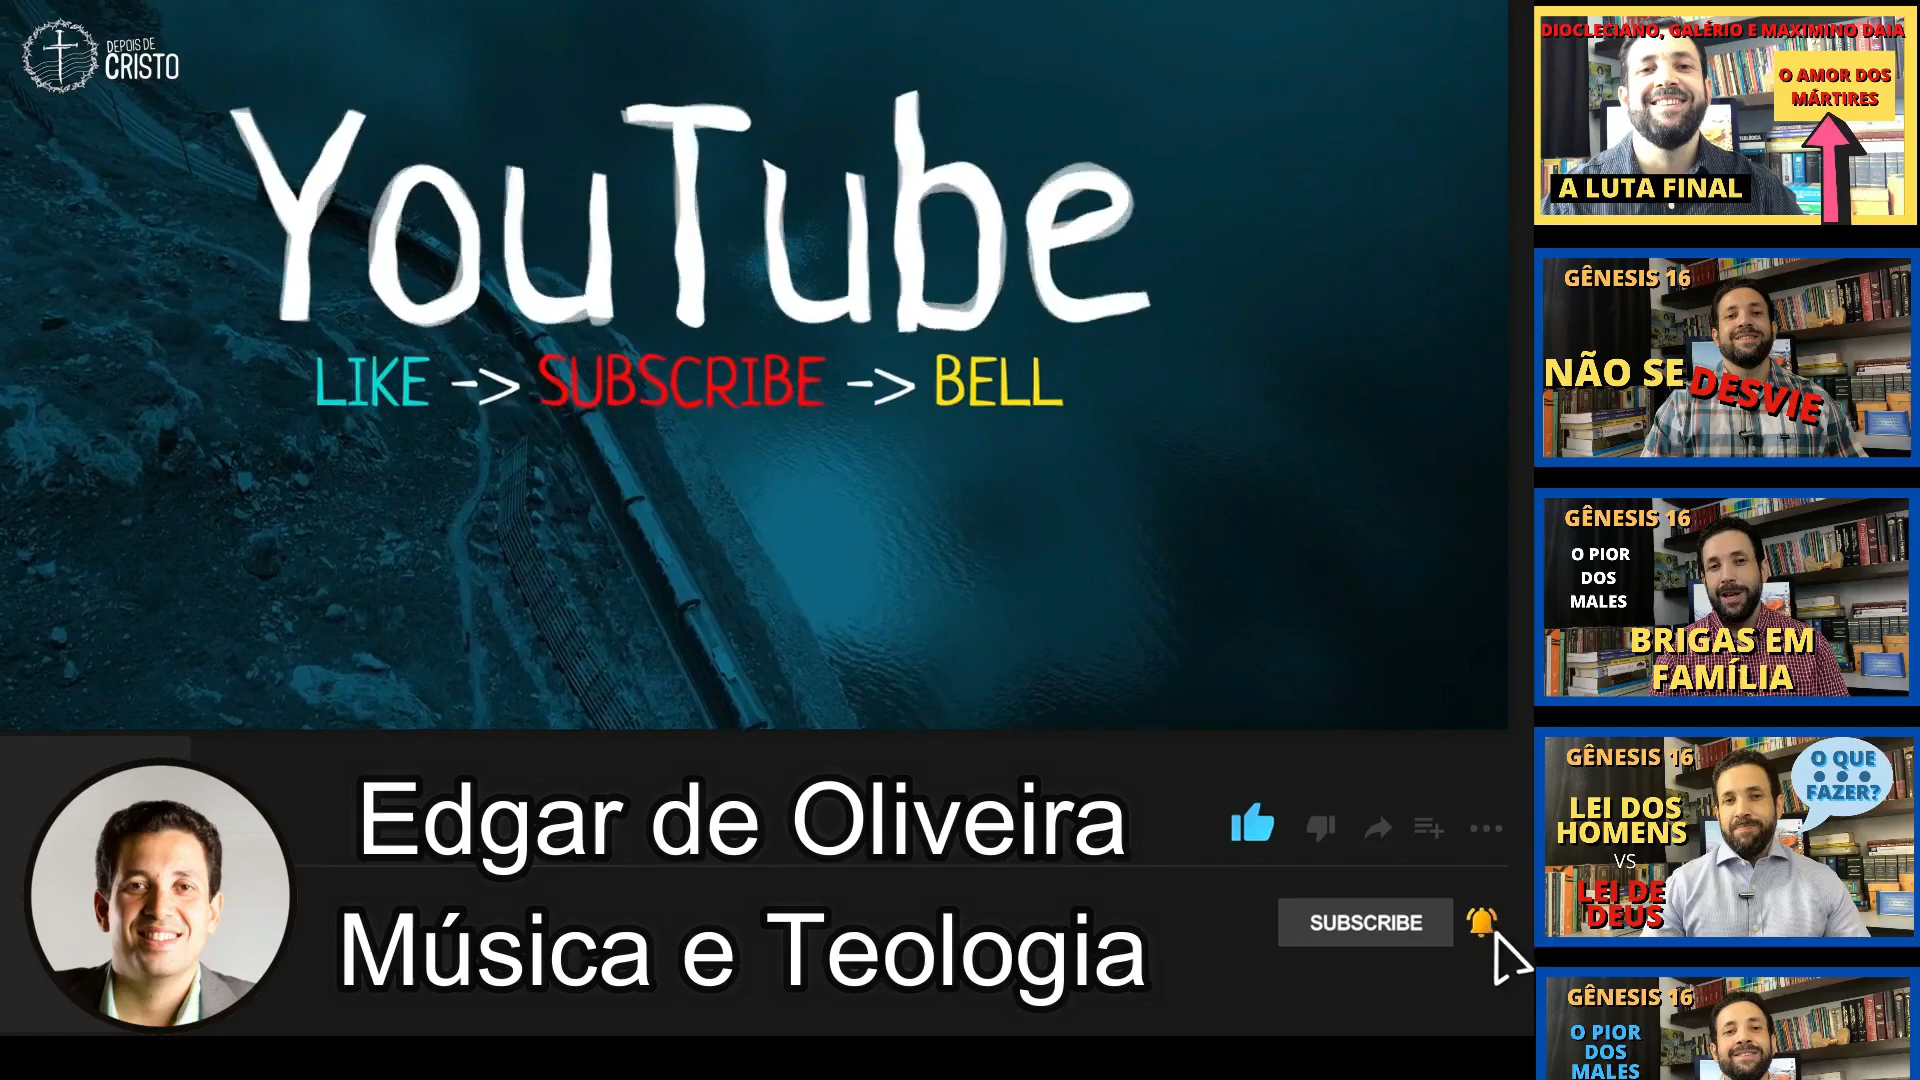 DEPOIS DE
CRISTO
YouTube
LIKE -> SUBSCRIBE -> BELL
Edgar de Oliveira
Música e Teologia
SUBSCRIBE
DIOCLECIANO, GALÉRIO E MAXIMINO DAIA
O AMOR DOS
MÁRTIRES
A LUTA FINAL
GÊNESIS 16
NÃO SE DESVIE
GÊNESIS 16
O PIOR
DOS
MALES
BRIGAS EM
FAMÍLIA
GÊNESIS 16
O QUE
FAZER?
LEI DOS
HOMENS
VS
LEI DE
DEUS
GÊNESIS 16
O PIOR
DOS
MALES